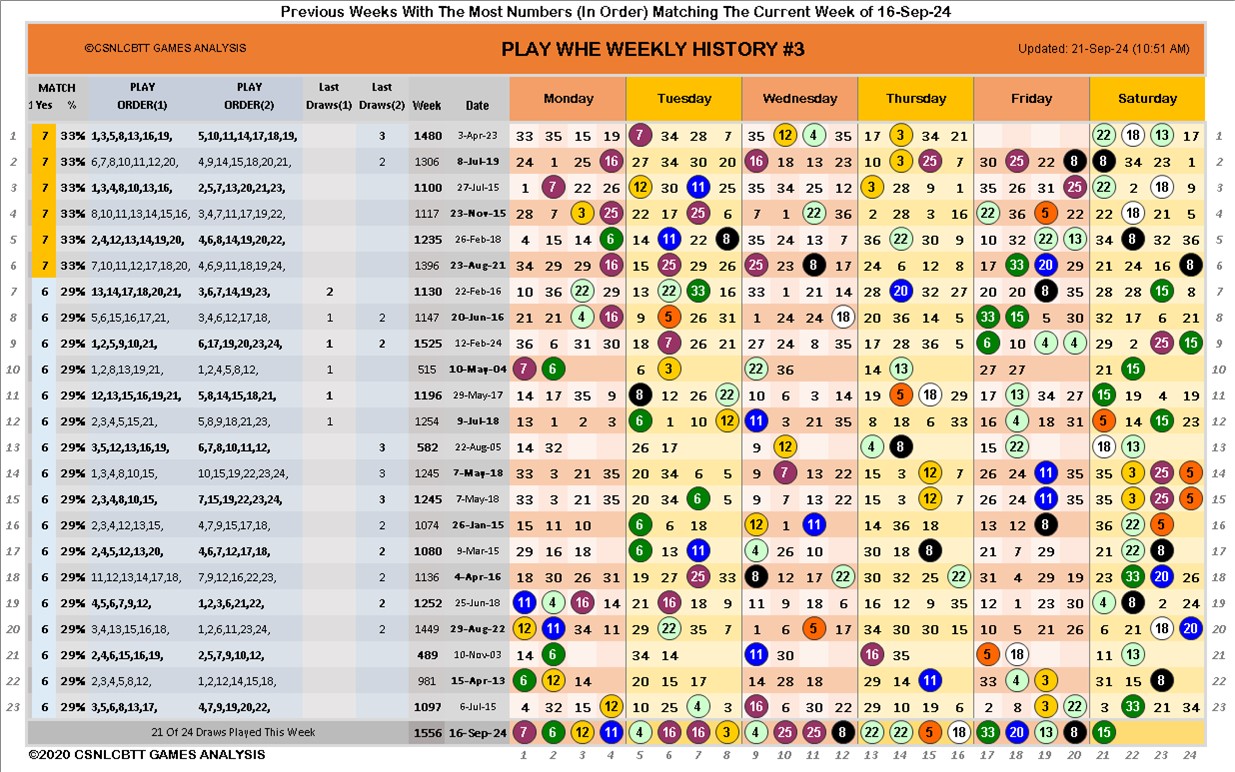 Previous Weeks With The Most Numbers (In Order) Matching The Current Week of 16-Sep-24
©CSNLCBTT GAMES ANALYSIS PLAY WHE WEEKLY HISTORY #3 Updated: 21-Sep-24 (10:51 AM)
MATCH PLAY PLAY Last Last
1 Yes % ORDER(1) ORDER(2) Draws(1) Draws(2) Week Date Monday Tuesday Wednesday Thursday Friday Saturday
1 7 33% 1,3,5,8,13,16,19, 5,10,11,14,17,18,19, 3 1480 3-Apr-23 33 35 15 19 7 34 28 7 35 12 4 35 17 3 34 21 22 18 13 17 1
2 7 33% 6,7,8,10,11,12,20, 4,9,14,15,18,20,21, 2 1306 8-Jul-19 24 1 25 16 27 34 30 20 16 18 13 23 10 3 25 7 30 25 22 8 8 34 23 1 2
3 7 33% 1,3,4,8,10,13,16, 2,5,7,13,20,21,23, 1100 27-Jul-15 1 7 22 26 12 30 11 25 35 34 25 12 3 28 9 1 35 26 31 25 22 2 18 9 3
4 7 33% 8,10,11,13,14,15,16, 3,4,7,11,17,19,22, 1117 23-Nov-15 28 7 3 25 22 17 25 6 7 1 22 36 2 28 3 16 22 36 5 22 22 18 21 5 4
5 7 33% 2,4,12,13,14,19,20, 4,6,8,14,19,20,22, 1235 26-Feb-18 4 15 14 6 14 11 22 8 35 24 13 7 36 22 30 9 10 32 22 13 34 8 32 36 5
6 7 33% 7,10,11,12,17,18,20, 4,6,9,11,18,19,24, 1396 23-Aug-21 34 29 29 16 15 25 29 28 25 23 8 17 24 6 12 8 17 33 20 29 21 24 16 8 6
7 6 29% 13,14,17,18,20,21, 3,6,7,14,19,23, 2 1130 22-Feb-16 10 36 22 29 13 22 33 16 33 1 21 14 28 20 32 27 20 20 8 35 28 28 15 8 7
8 6 29% 5,6,15,16,17,21, 3,4,6,12,17,18, 1 2 1147 20-Jun-16 21 21 4 16 9 5 26 31 1 24 24 18 20 36 14 5 33 15 5 30 32 17 6 21 8
9 6 29% 1,2,5,9,10,21, 6,17,19,20,23,24, 1 2 1525 12-Feb-24 36 6 31 30 18 7 26 21 27 24 8 35 17 28 36 5 6 10 4 4 29 2 25 15 9
10 6 29% 1,2,8,13,19,21, 1,2,4,5,8,12, 1 515 10-May-04 7 6 6 3 22 36 14 13 27 27 21 15 10
11 6 29% 12,13,15,16,19,21, 5,8,14,15,18,21, 1 1196 29-May-17 14 17 35 9 8 12 26 22 10 6 3 14 14 5 18 29 17 13 34 27 15 19 4 19 11
12 6 29% 2,3,4,5,15,21, 5,8,9,18,21,23, 1 1254 9-Jul-18 13 1 2 3 6 1 10 12 11 3 21 35 8 18 6 33 16 4 18 31 5 14 15 23 12
13 6 29% 3,5,12,13,16,19, 6,7,8,10,11,12, 3 582 22-Aug-05 14 32 26 17 9 12 4 8 15 22 18 13 13
14 6 29% 1,3,4,8,10,15, 10,15,19,22,23,24, 3 1245 7-May-18 33 3 21 35 20 34 6 5 9 7 13 22 15 3 12 7 26 24 11 35 35 3 25 5 14
15 6 29% 2,3,4,8,10,15, 7,15,19,22,23,24, 3 1245 7-May-18 33 3 21 35 20 34 6 5 9 7 13 22 15 3 12 7 26 24 11 35 35 3 25 5 15
16 6 29% 2,3,4,12,13,15, 4,7,9,15,17,18, 2 1074 26-Jan-15 15 11 10 6 6 18 12 1 11 14 36 18 13 12 8 36 22 5 16
17 6 29% 2,4,5,12,13,20, 4,6,7,12,17,18, 2 1080 9-Mar-15 29 16 18 6 13 11 4 26 10 30 18 8 21 7 29 21 22 8 17
18 6 29% 11,12,13,14,17,18, 7,9,12,16,22,23, 2 1136 4-Apr-16 18 30 26 31 19 27 25 33 8 12 17 22 30 32 25 22 31 4 29 19 23 33 20 26 18
19 6 29% 4,5,6,7,9,12, 1,2,3,6,21,22, 2 1252 25-Jun-18 11 4 16 14 21 16 18 9 11 9 18 6 16 12 9 35 12 1 23 30 4 8 2 24 19
20 6 29% 3,4,13,15,16,18, 1,2,6,11,23,24, 2 1449 29-Aug-22 12 11 34 11 29 22 35 7 1 6 5 17 34 30 30 15 10 5 21 26 6 21 18 20 20
21 6 29% 2,4,6,15,16,19, 2,5,7,9,10,12, 489 10-Nov-03 14 6 34 14 11 30 16 35 5 18 11 13 21
22 6 29% 2,3,4,5,8,12, 1,2,12,14,15,18, 981 15-Apr-13 6 12 14 20 15 17 14 28 18 29 14 11 33 4 3 31 15 8 22
23 6 29% 3,5,6,8,13,17, 4,7,9,19,20,22, 1097 6-Jul-15 4 32 15 12 10 25 4 3 16 6 30 22 29 10 19 6 2 8 3 22 3 33 21 34 23
21 Of 24 Draws Played This Week 1556 16-Sep-24 7 6 12 11 4 16 16 3 4 25 25 8 22 22 5 18 33 20 13 8 15
©2020 CSNLCBTT GAMES ANALYSIS 1 2 3 4 5 6 7 8 9 10 11 12 13 14 15 16 17 18 19 20 21 22 23 24